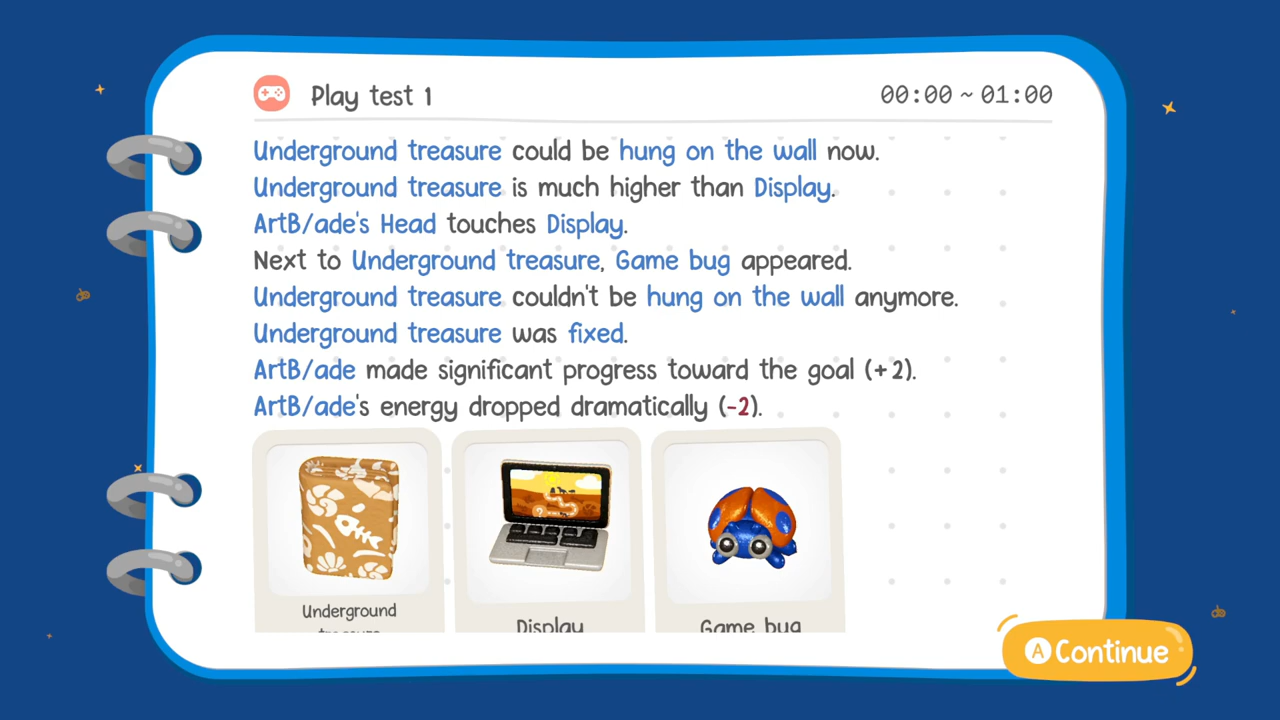 Play test 1
00:00 ~ 01:00
Underground treasure could be hung on the wall now.
Underground treasure is much higher than Display.
ArtB/ade's Head touches Display.
Next to Underground treasure, Game bug appeared.
Underground treasure couldn't be hung on the wall anymore.
Underground treasure was fixed.
ArtB/ade made significant progress toward the goal (+2).
ArtB/ade's energy dropped dramatically (-2).
Underground
treasure
Display
Game bug
A Continue